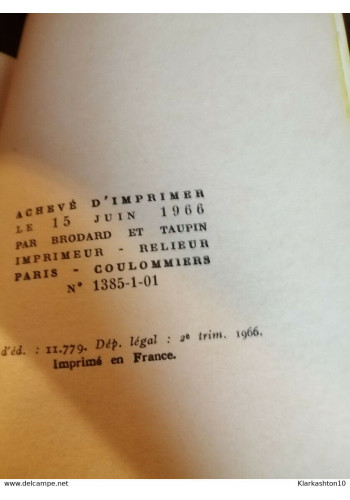 ACHEVÉ D'IMPRIMER
LE 15 JUIN 1966
PAR BRODARD ET TAUPIN
IMPRIMEUR - RELIEUR
PARIS - COULOMMIERS
N° 1385-1-01
d'éd. : 11.779. Dép. légal : 2e trim. 1966.
Imprimé en France.
www.delcampe.net
Klarkashton10